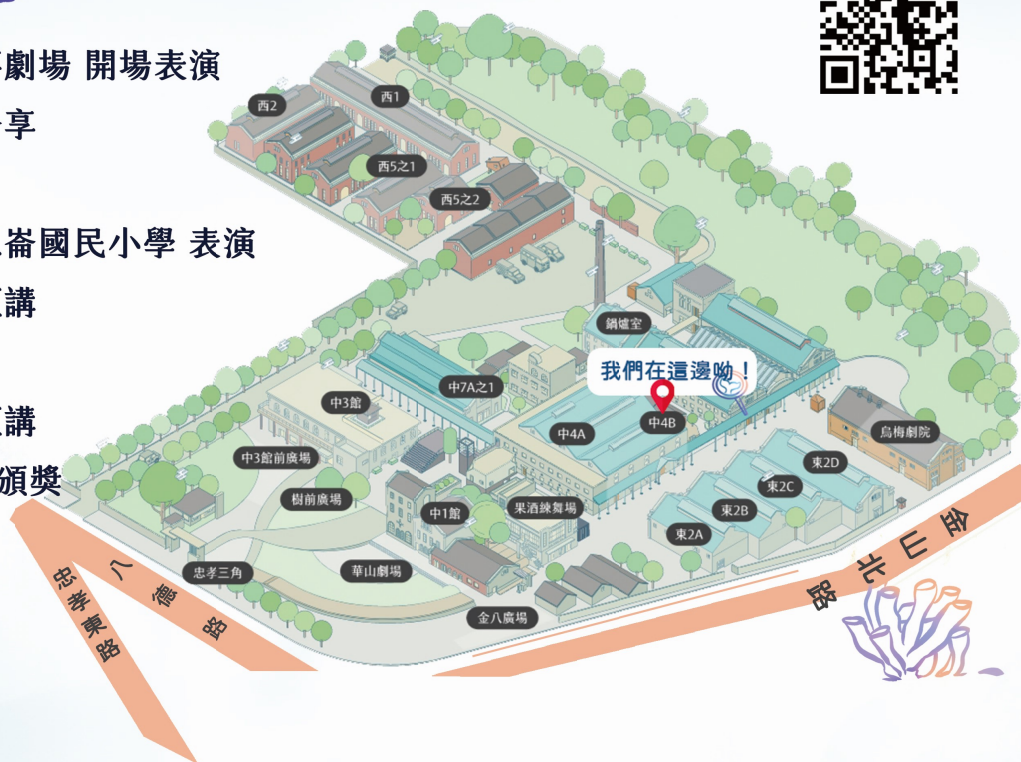 劇場 開場表演
享
崙國民小學 表演
講
講
頒獎
西1
西2
西5之1
西5之2
鍋爐室
我們在這邊呦！
中7A之1
中3館
中4A
中4B
烏梅劇院
中3館前廣場
東2D
東2C
樹前廣場
中1館
果酒練舞場
東2B
東2A
忠孝三角
華山劇場
金八廣場
忠孝東路
八德路
金山北路